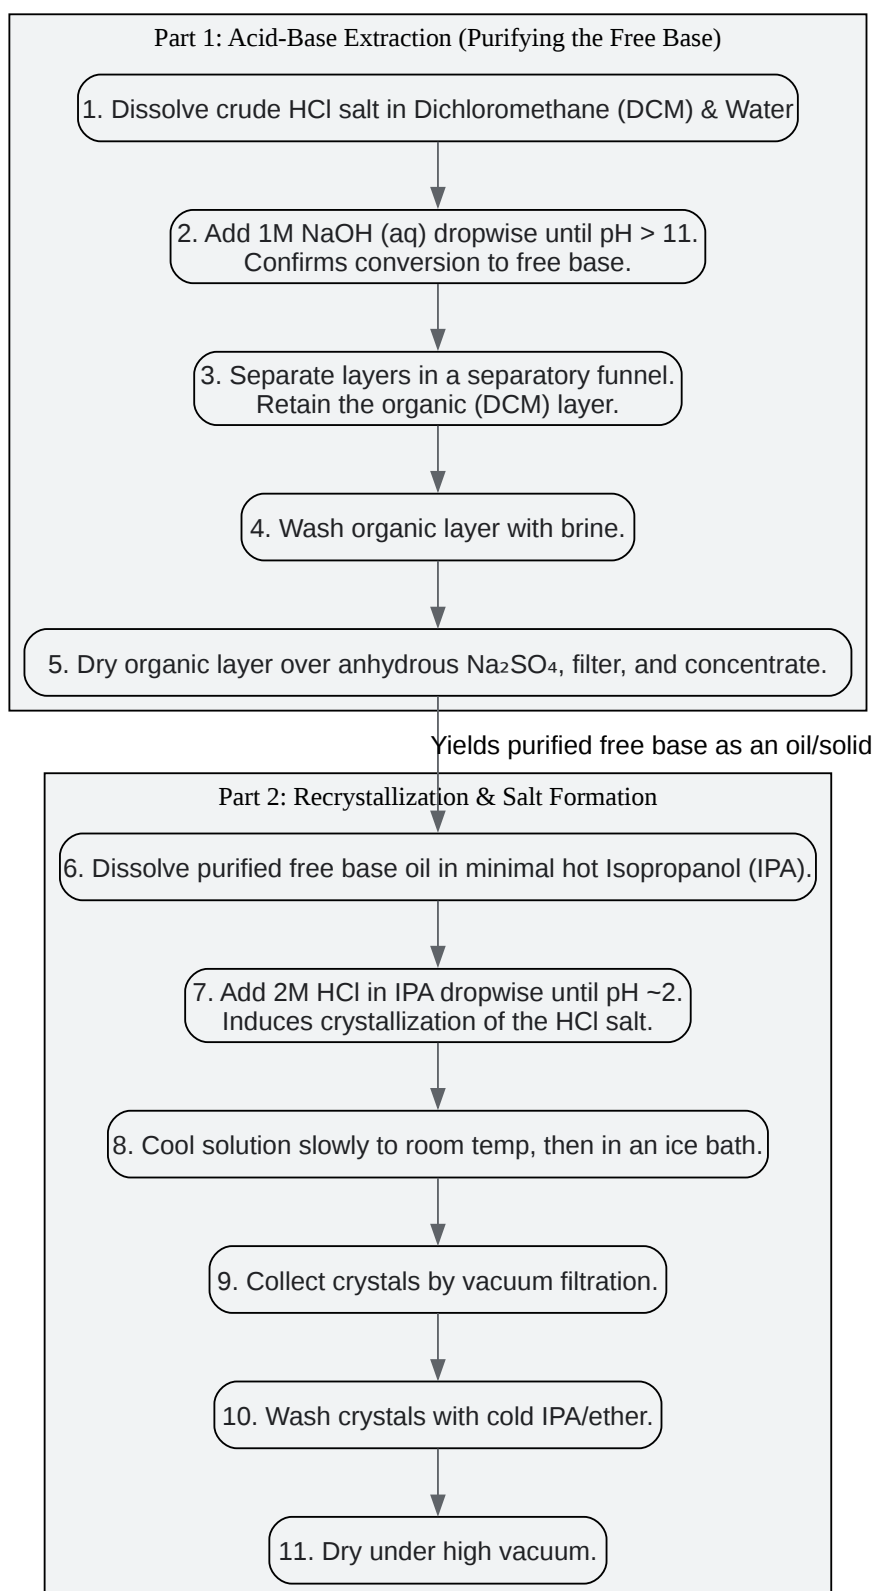 Part 1: Acid-Base Extraction (Purifying the Free Base)
1. Dissolve crude HCl salt in Dichloromethane (DCM) & Water
2. Add 1M NaOH (aq) dropwise until pH > 11.
Confirms conversion to free base.
3. Separate layers in a separatory funnel.
Retain the organic (DCM) layer.
4. Wash organic layer with brine.
5. Dry organic layer over anhydrous Na₂SO₄, filter, and concentrate.
Yields purified free base as an oil/solid
Part 2: Recrystallization & Salt Formation
6. Dissolve purified free base oil in minimal hot Isopropanol (IPA).
7. Add 2M HCl in IPA dropwise until pH ~2.
Induces crystallization of the HCl salt.
8. Cool solution slowly to room temp, then in an ice bath.
9. Collect crystals by vacuum filtration.
10. Wash crystals with cold IPA/ether.
11. Dry under high vacuum.